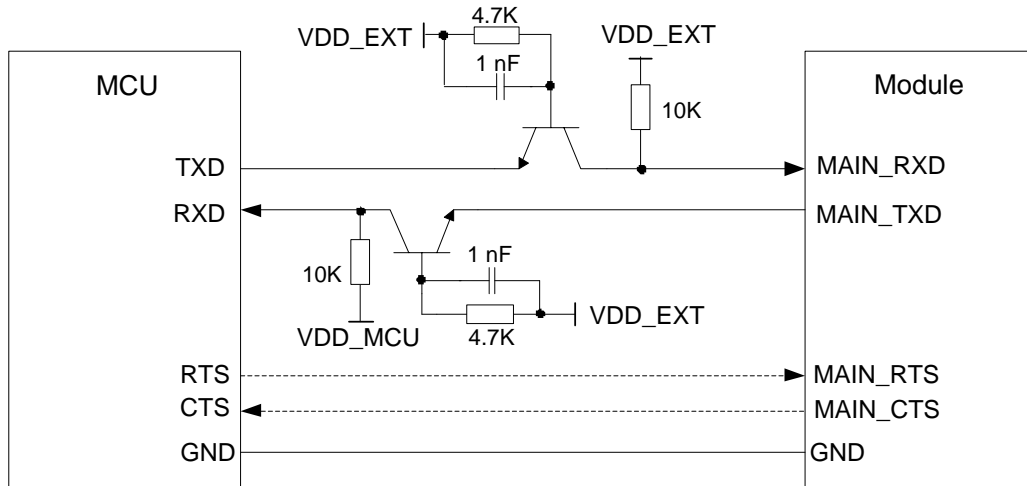 4.7K
VDD_EXT
VDD_EXT
1 nF
MCU
Module
10K
TXD
MAIN_RXD
RXD
MAIN_TXD
1 nF
10K
VDD_EXT
VDD_MCU
4.7K
RTS
MAIN_RTS
CTS
MAIN_CTS
GND
GND